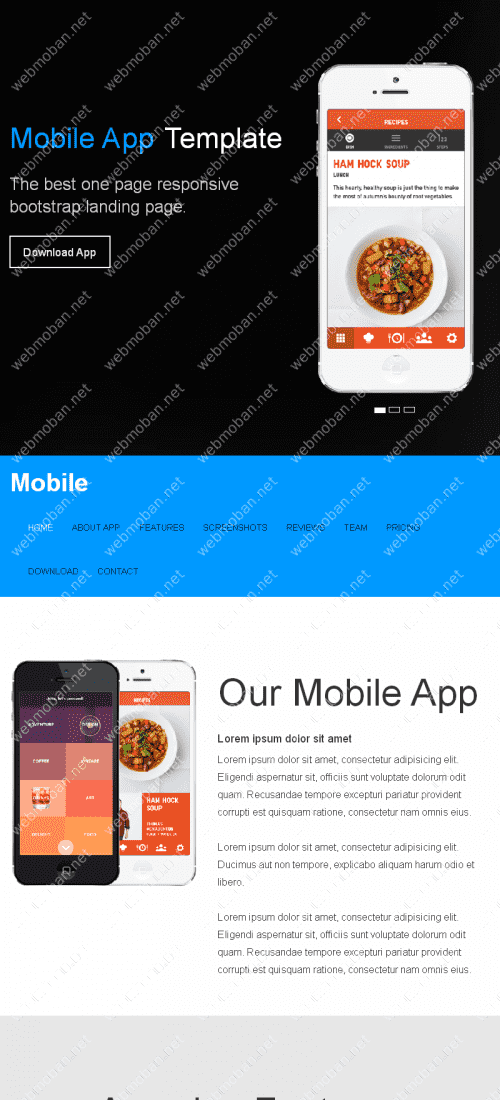 Mobile App Template
The best one page responsive
bootstrap landing page.
Download App
RECIPES
INGREDIENTS
STEPS
HAM HOCK SOUP
LUNCH
This hearty, healthy soup is just the thing to make
the most of autumn's bounty of root vegetables
Mobile
HOME ABOUT APP FEATURES SCREENSHOTS REVIEWS TEAM PRICING
DOWNLOAD CONTACT
Our Mobile App
Lorem ipsum dolor sit amet
Lorem ipsum dolor sit amet, consectetur adipisicing elit.
Eligendi aspernatur sit, officiis sunt voluptate dolorum odit
quam. Recusandae tempore excepturi pariatur provident
corrupti est quisquam ratione, consectetur nam omnis eius.
Lorem ipsum dolor sit amet, consectetur adipisicing elit.
Ducimus aut non tempore, explicabo aliquam harum odio et
libero.
Lorem ipsum dolor sit amet, consectetur adipisicing elit.
Eligendi aspernatur sit, officiis sunt voluptate dolorum odit
quam. Recusandae tempore excepturi pariatur provident
corrupti est quisquam ratione, consectetur nam omnis eius.
COFFEE
HAM HOCK
SOUP
webmoban.net